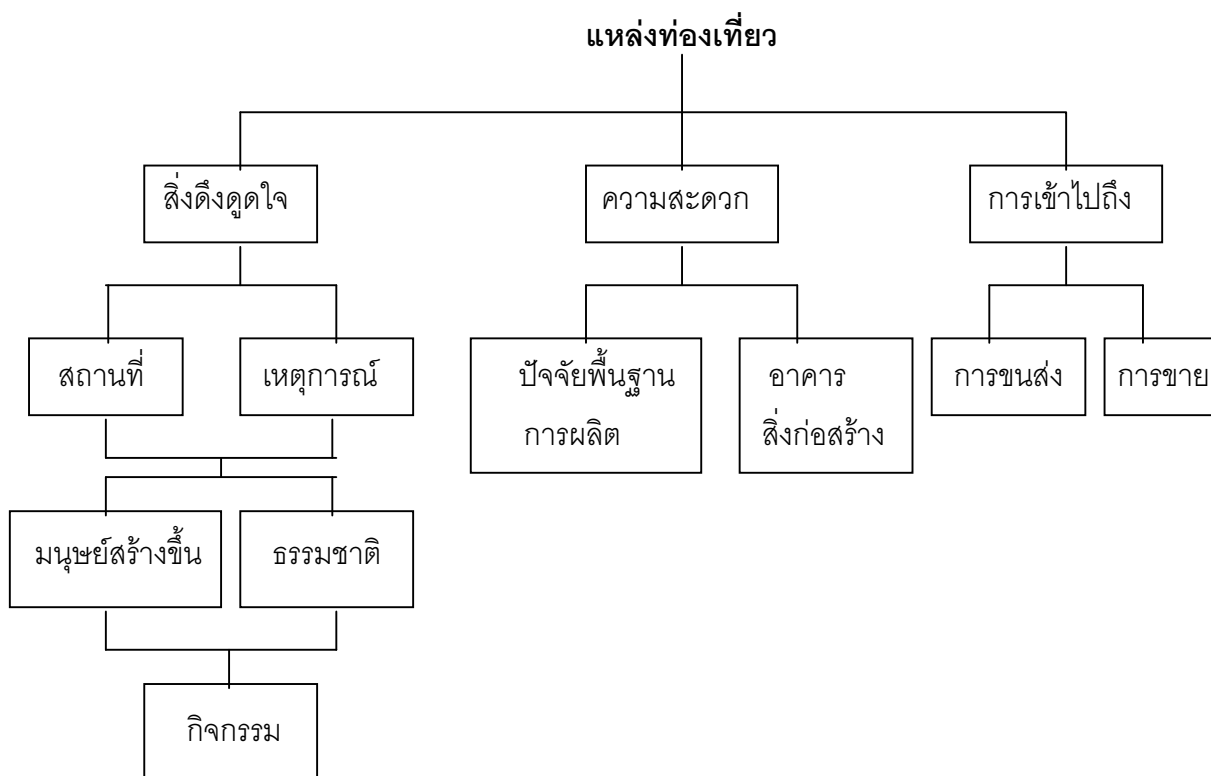 แหล่งท่องเที่ยว
สิ่งดึงดูดใจ
ความสะดวก
การเข้าไปถึง
สถานที่
เหตุการณ์
ปัจจัยพื้นฐาน
การผลิต
อาคาร
สิ่งก่อสร้าง
การขนส่ง
การขาย
มนุษย์สร้างขึ้น
ธรรมชาติ
กิจกรรม